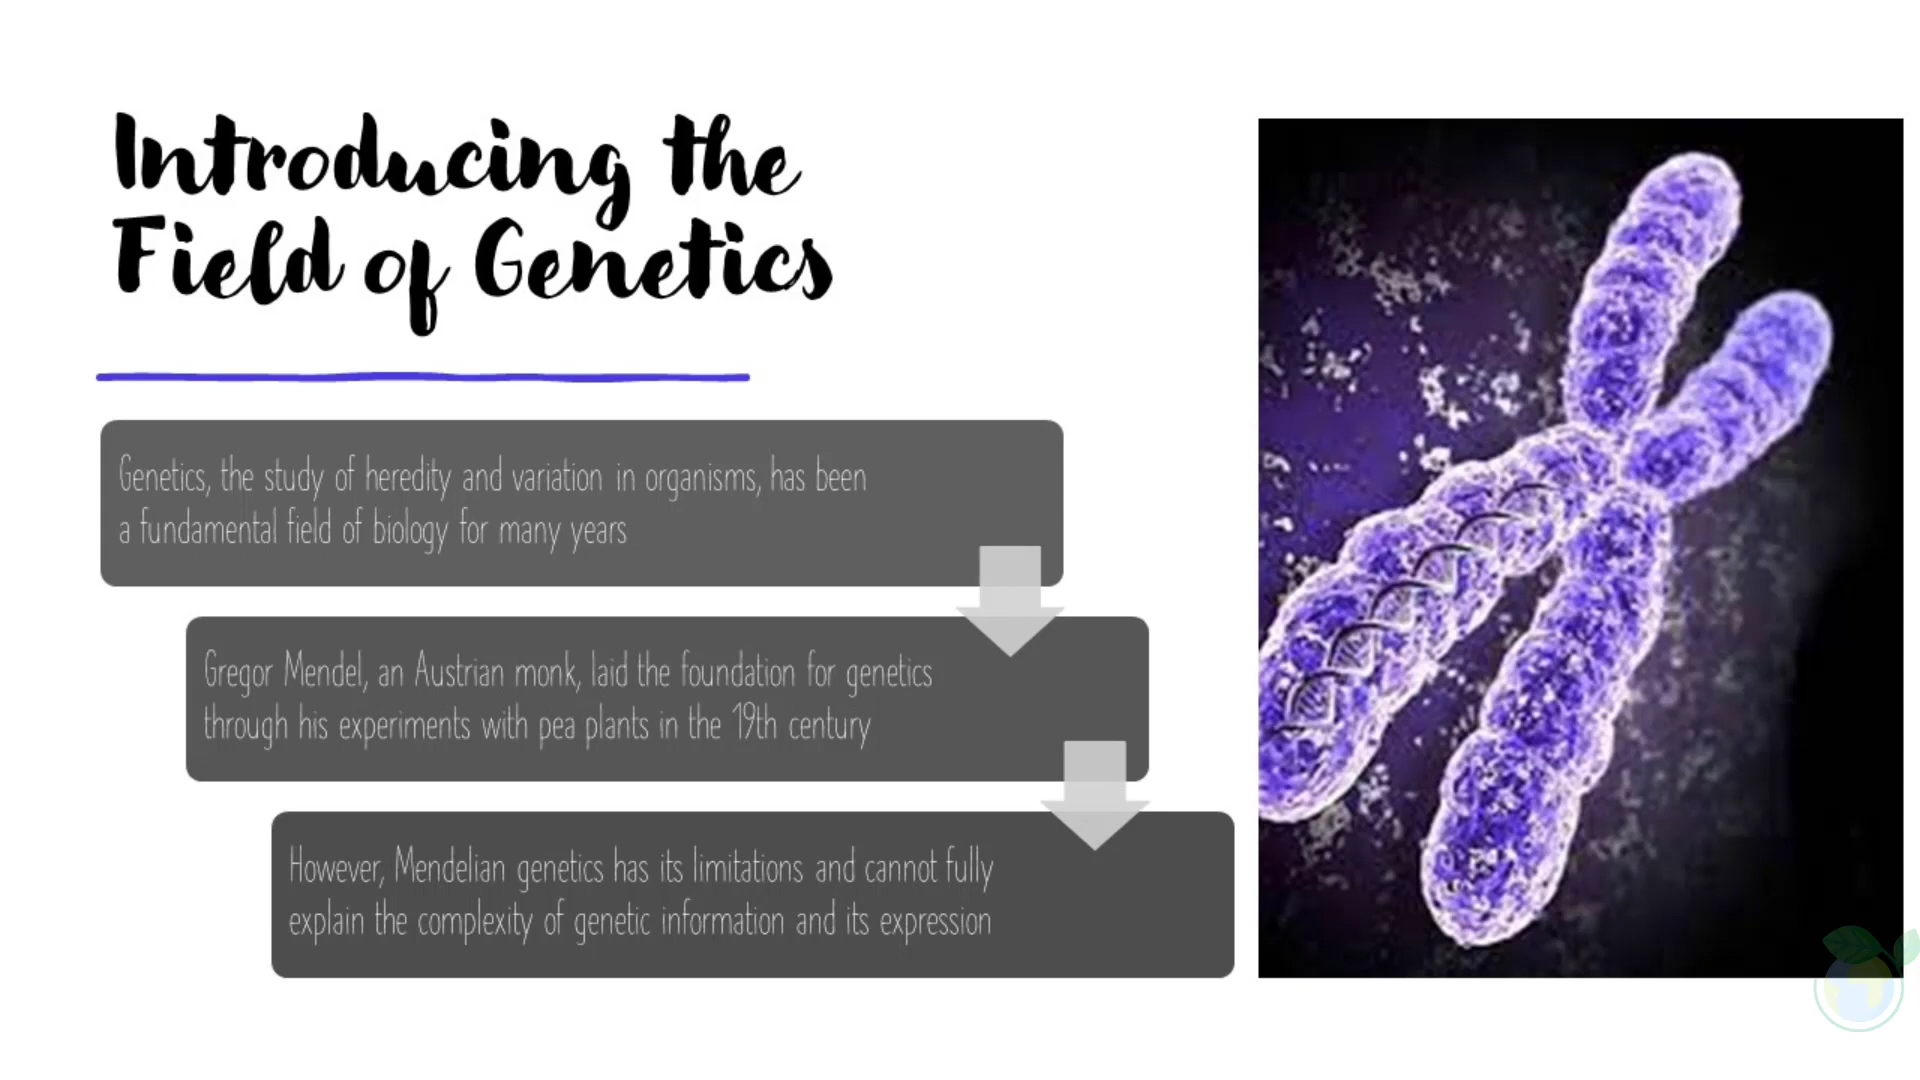 Introducing the
Field of Genetics
Genetics, the study of heredity and variation in organisms, has been
a fundamental field of biology for many years
Gregor Mendel, an Austrian monk, laid the foundation for genetics
through his experiments with pea plants in the 19th century
However, Mendelian genetics has its limitations and cannot fully
explain the complexity of genetic information and its expression